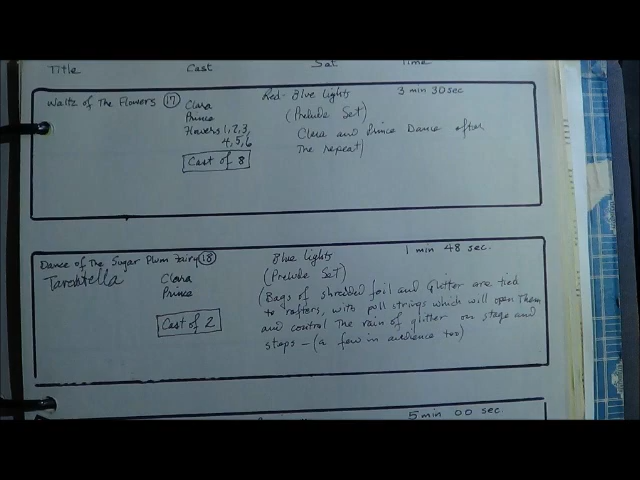 Title Cast Set Time
Waltz of The Flowers 17 Clara Red-Blue Lights 3 min 30 sec
Prince (Prelude Set)
Flowers 1, 2, 3, Clara and Prince Dance after
4, 5, 6 The repeat)
Cast of 8
Dance of The Sugar Plum Fairy 18 Blue lights 1 min 48 sec.
Tarantella Clara (Prelude Set)
Prince (Bags of shredded foil and Glitter are tied
to rafters, with pull strings which will open Them
Cast of 2 and control The rain of glitter on stage and
steps - (a few in audience too)
5 min 00 sec.